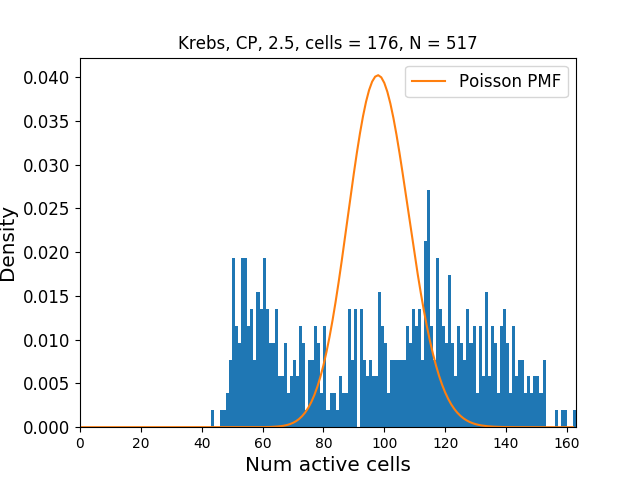 Krebs, CP, 2.5, cells = 176, N = 517
Poisson PMF
Density
0.040
0.035
0.030
0.025
0.020
0.015
0.010
0.005
0.000
0 20 40 60 80 100 120 140 160
Num active cells